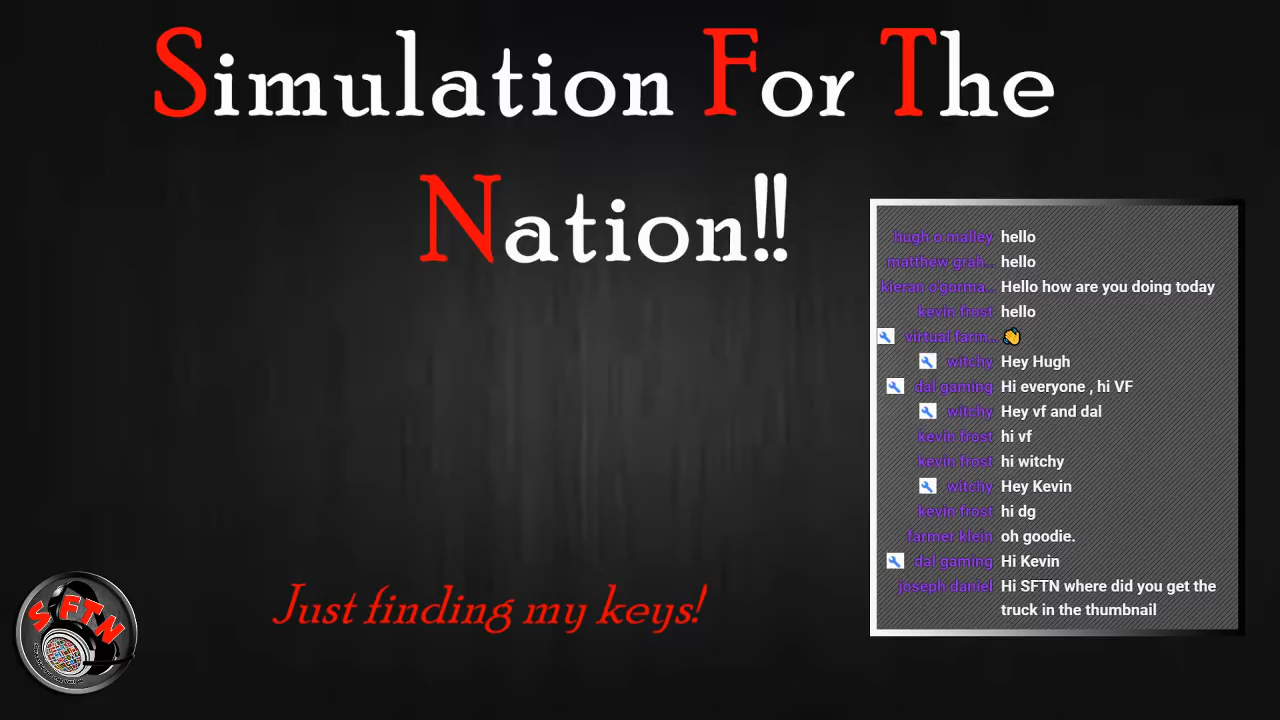 Simulation For The
Nation!!
hugh o malley hello
matthew grah... hello
kieran o'gorma... Hello how are you doing today
kevin frost hello
virtual farm...
witchy Hey Hugh
dal gaming Hi everyone , hi VF
witchy Hey vf and dal
kevin frost hi vf
kevin frost hi witchy
witchy Hey Kevin
kevin frost hi dg
farmer klein oh goodie.
dal gaming Hi Kevin
joseph daniel Hi SFTN where did you get the
truck in the thumbnail
Just finding my keys!
SFTN